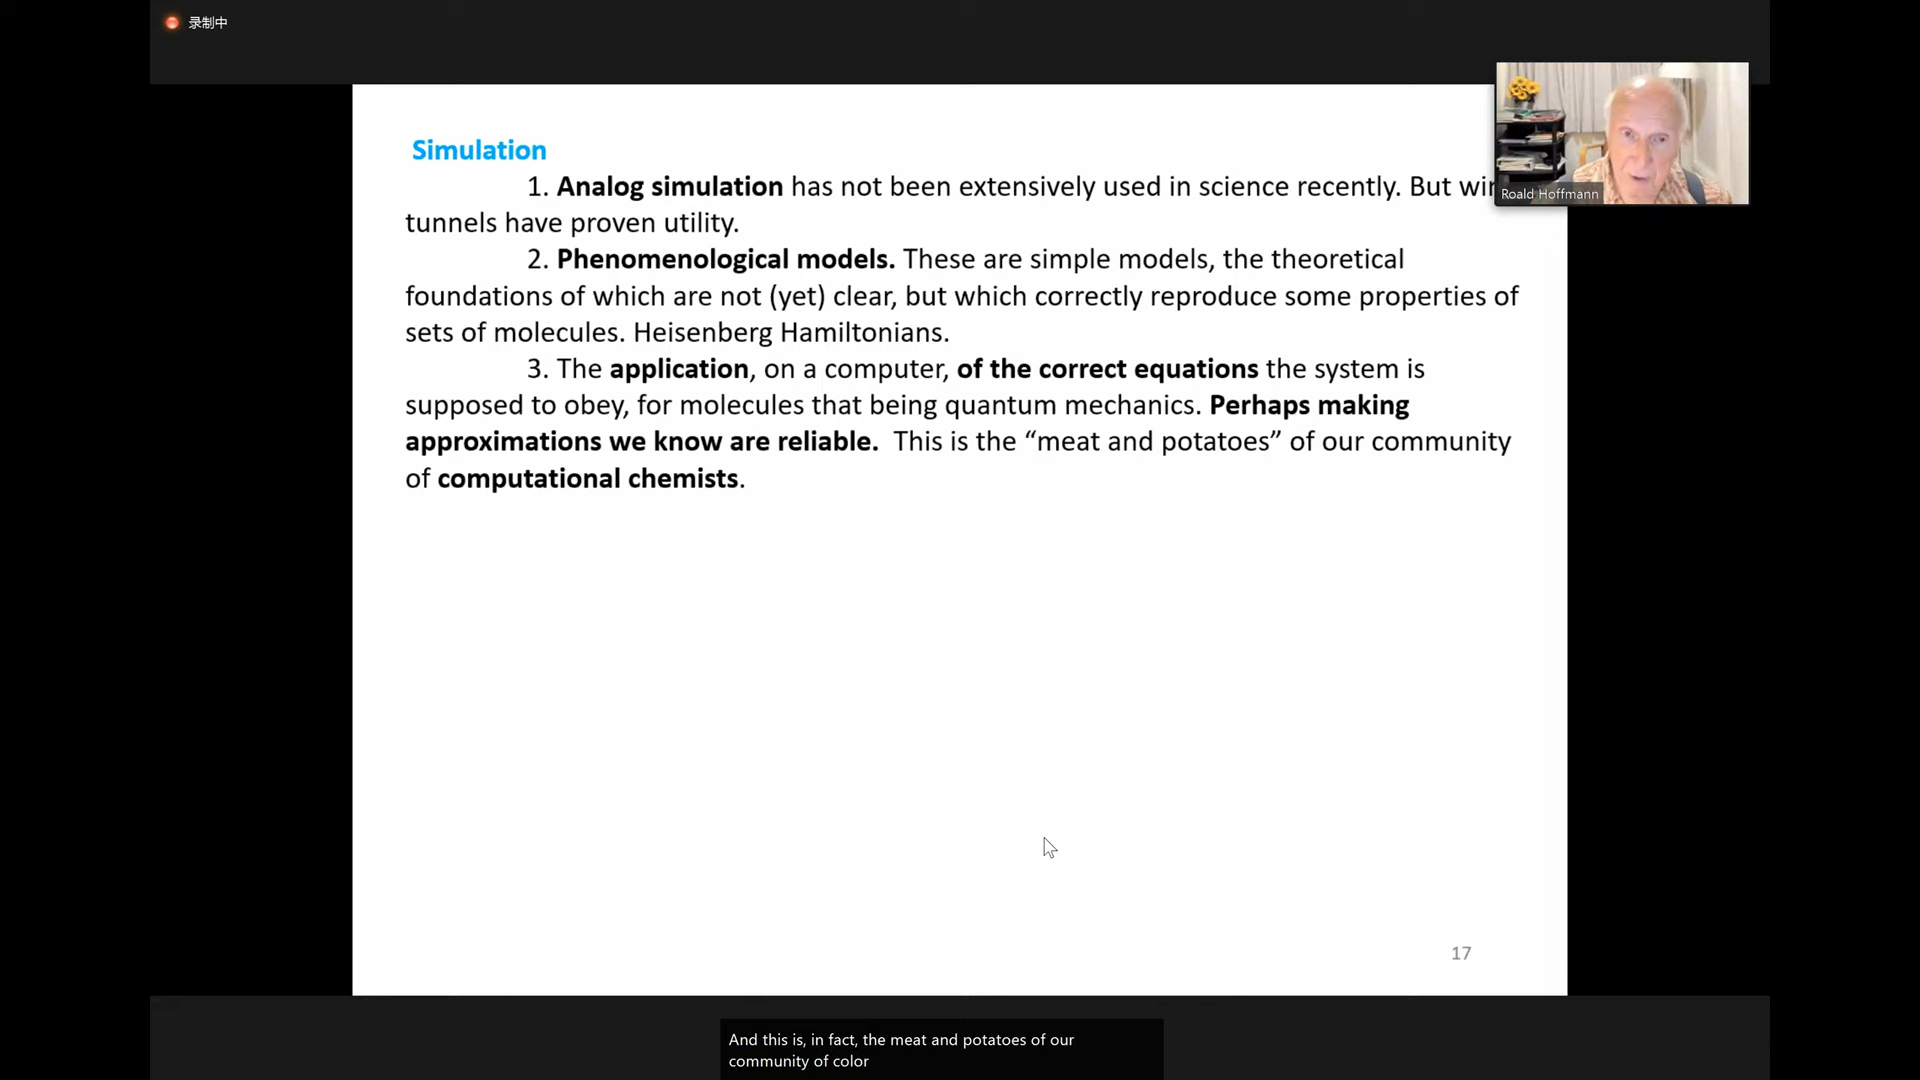 录制中
Simulation
1. Analog simulation has not been extensively used in science recently. But
tunnels have proven utility.
2. Phenomenological models. These are simple models, the theoretical
foundations of which are not (yet) clear, but which correctly reproduce some properties of
sets of molecules. Heisenberg Hamiltonians.
3. The application, on a computer, of the correct equations the system is
supposed to obey, for molecules that being quantum mechanics. Perhaps making
approximations we know are reliable. This is the “meat and potatoes” of our community
of computational chemists.
Roald Hoffmann
17
And this is, in fact, the meat and potatoes of our
community of color